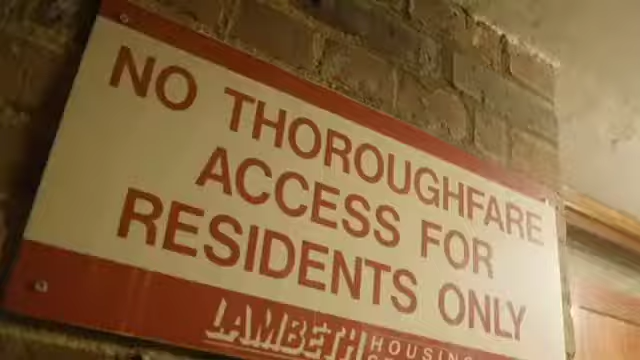 NO THOROUGHFARE
ACCESS FOR
RESIDENTS ONLY
LAMBETH
HOUSING